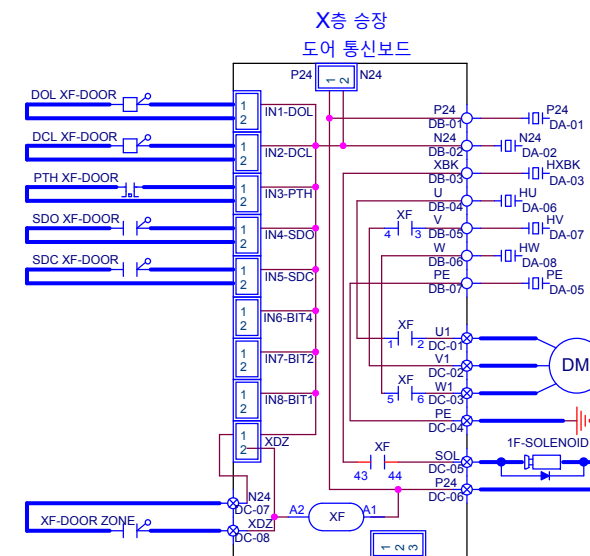 X층 승장
도어 통신보드
P24
N24
1
2
DOL XF-DOOR
1
2
IN1-DOL
DCL XF-DOOR
1
2
IN2-DCL
PTH XF-DOOR
1
2
IN3-PTH
SDO XF-DOOR
1
2
IN4-SDO
SDC XF-DOOR
1
2
IN5-SDC
1
2
IN6-BIT4
1
2
IN7-BIT2
1
2
IN8-BIT1
1
2
XDZ
N24
DC-07
XDZ
DC-08
XF-DOOR ZONE
A2
XF
A1
P24
DB-01
P24
DA-01
N24
DB-02
N24
DA-02
XBK
DB-03
HXBK
DA-03
U
DB-04
HU
DA-06
XF
4
3
V
DB-05
HV
DA-07
W
DB-06
HW
DA-08
PE
DB-07
PE
DA-05
XF
1
2
U1
DC-01
V1
DC-02
DM
XF
5
6
W1
DC-03
PE
DC-04
XF
43
44
SOL
DC-05
1F-SOLENOID
P24
DC-06
1
2
3